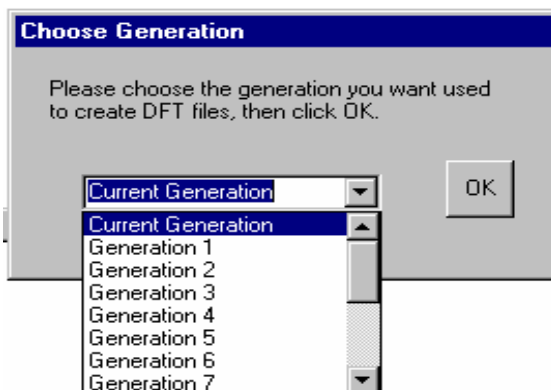 Choose Generation
Please choose the generation you want used
to create DFT files, then click OK.
Current Generation
OK
Current Generation
Generation 1
Generation 2
Generation 3
Generation 4
Generation 5
Generation 6
Generation 7